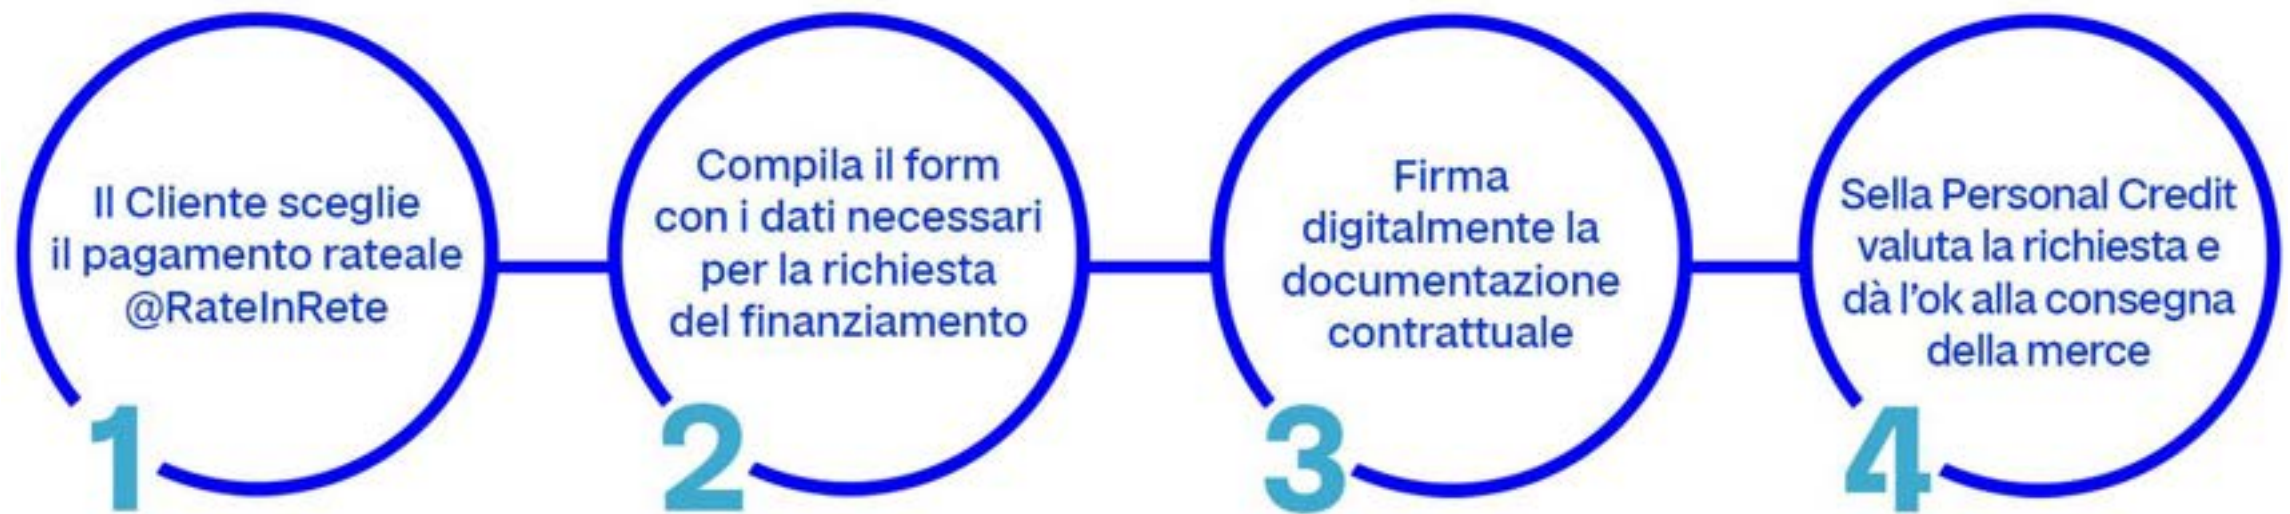 Il Cliente sceglie
il pagamento rateale
@RateInRete
1
Compila il form
con i dati necessari
per la richiesta
del finanziamento
2
Firma
digitalmente la
documentazione
contrattuale
3
Sella Personal Credit
valuta la richiesta e
dà l'ok alla consegna
della merce
4